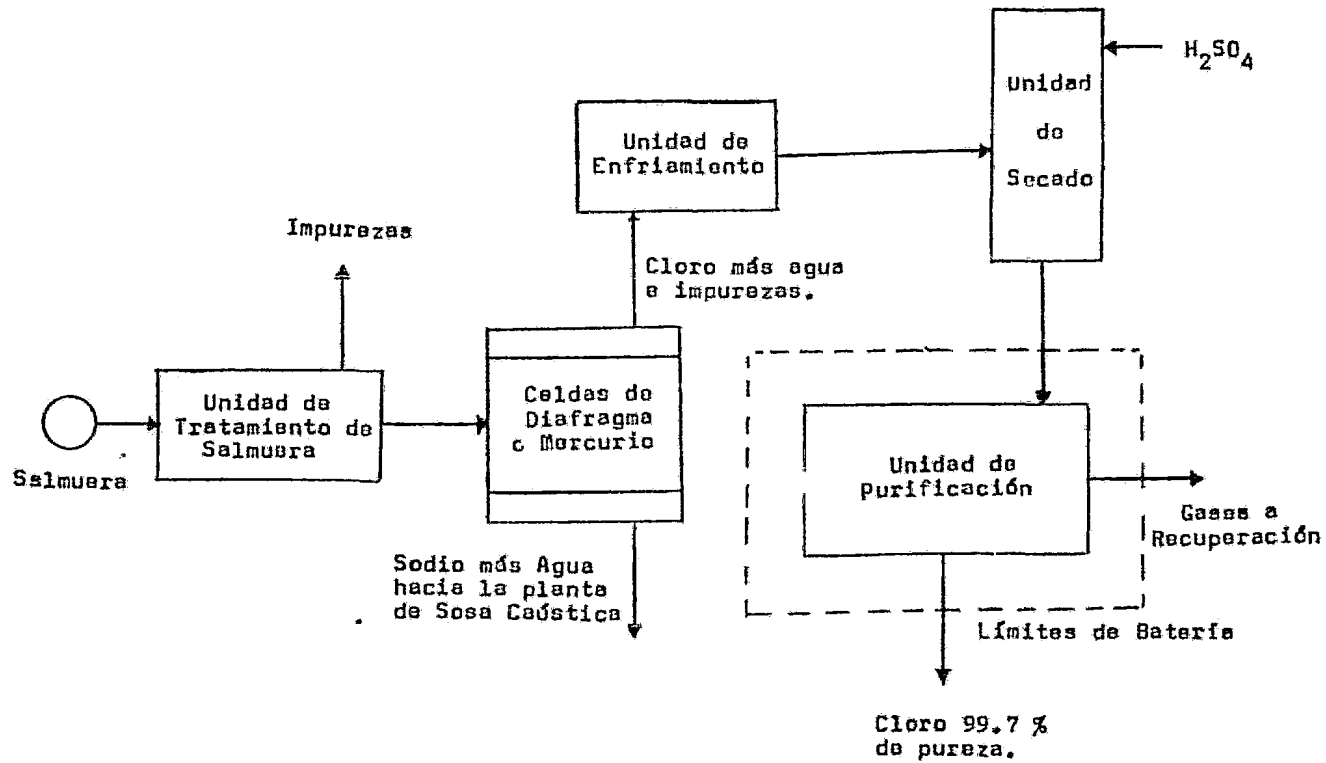 H2SO4
Unidad
de
Secado
Unidad de
Enfriamiento
Impurezas
Cloro más agua
e impurezas.
Salmuera
Unidad de
Tratamiento de
Salmuera
Celdas de
Diafragma
o Mercurio
Unidad de
Purificación
Gases a
Recuperación
Sodio más Agua
hacia la planta
de Sosa Caústica
Límites de Batería
Cloro 99.7 %
de pureza.